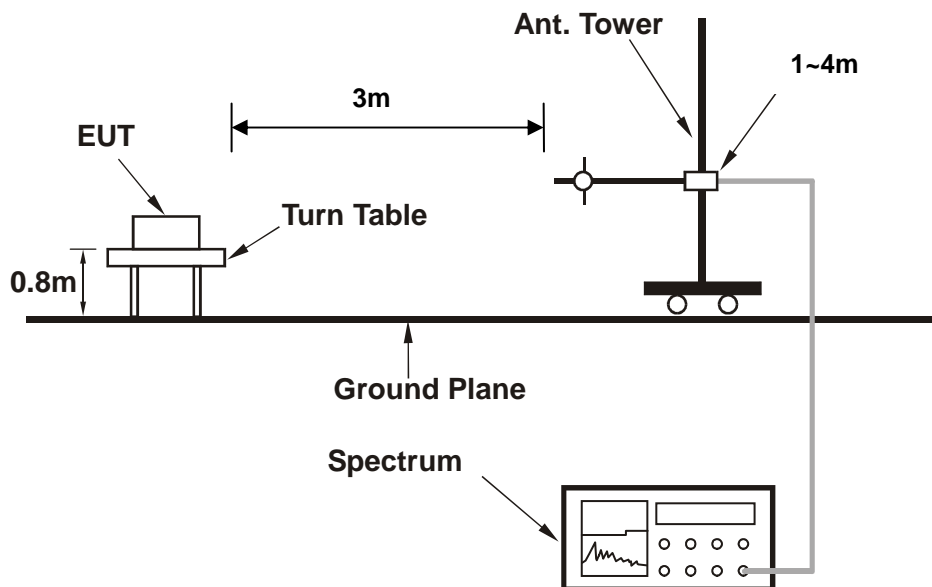 Ant. Tower
1~4m
3m
EUT
Turn Table
0.8m
Ground Plane
Spectrum